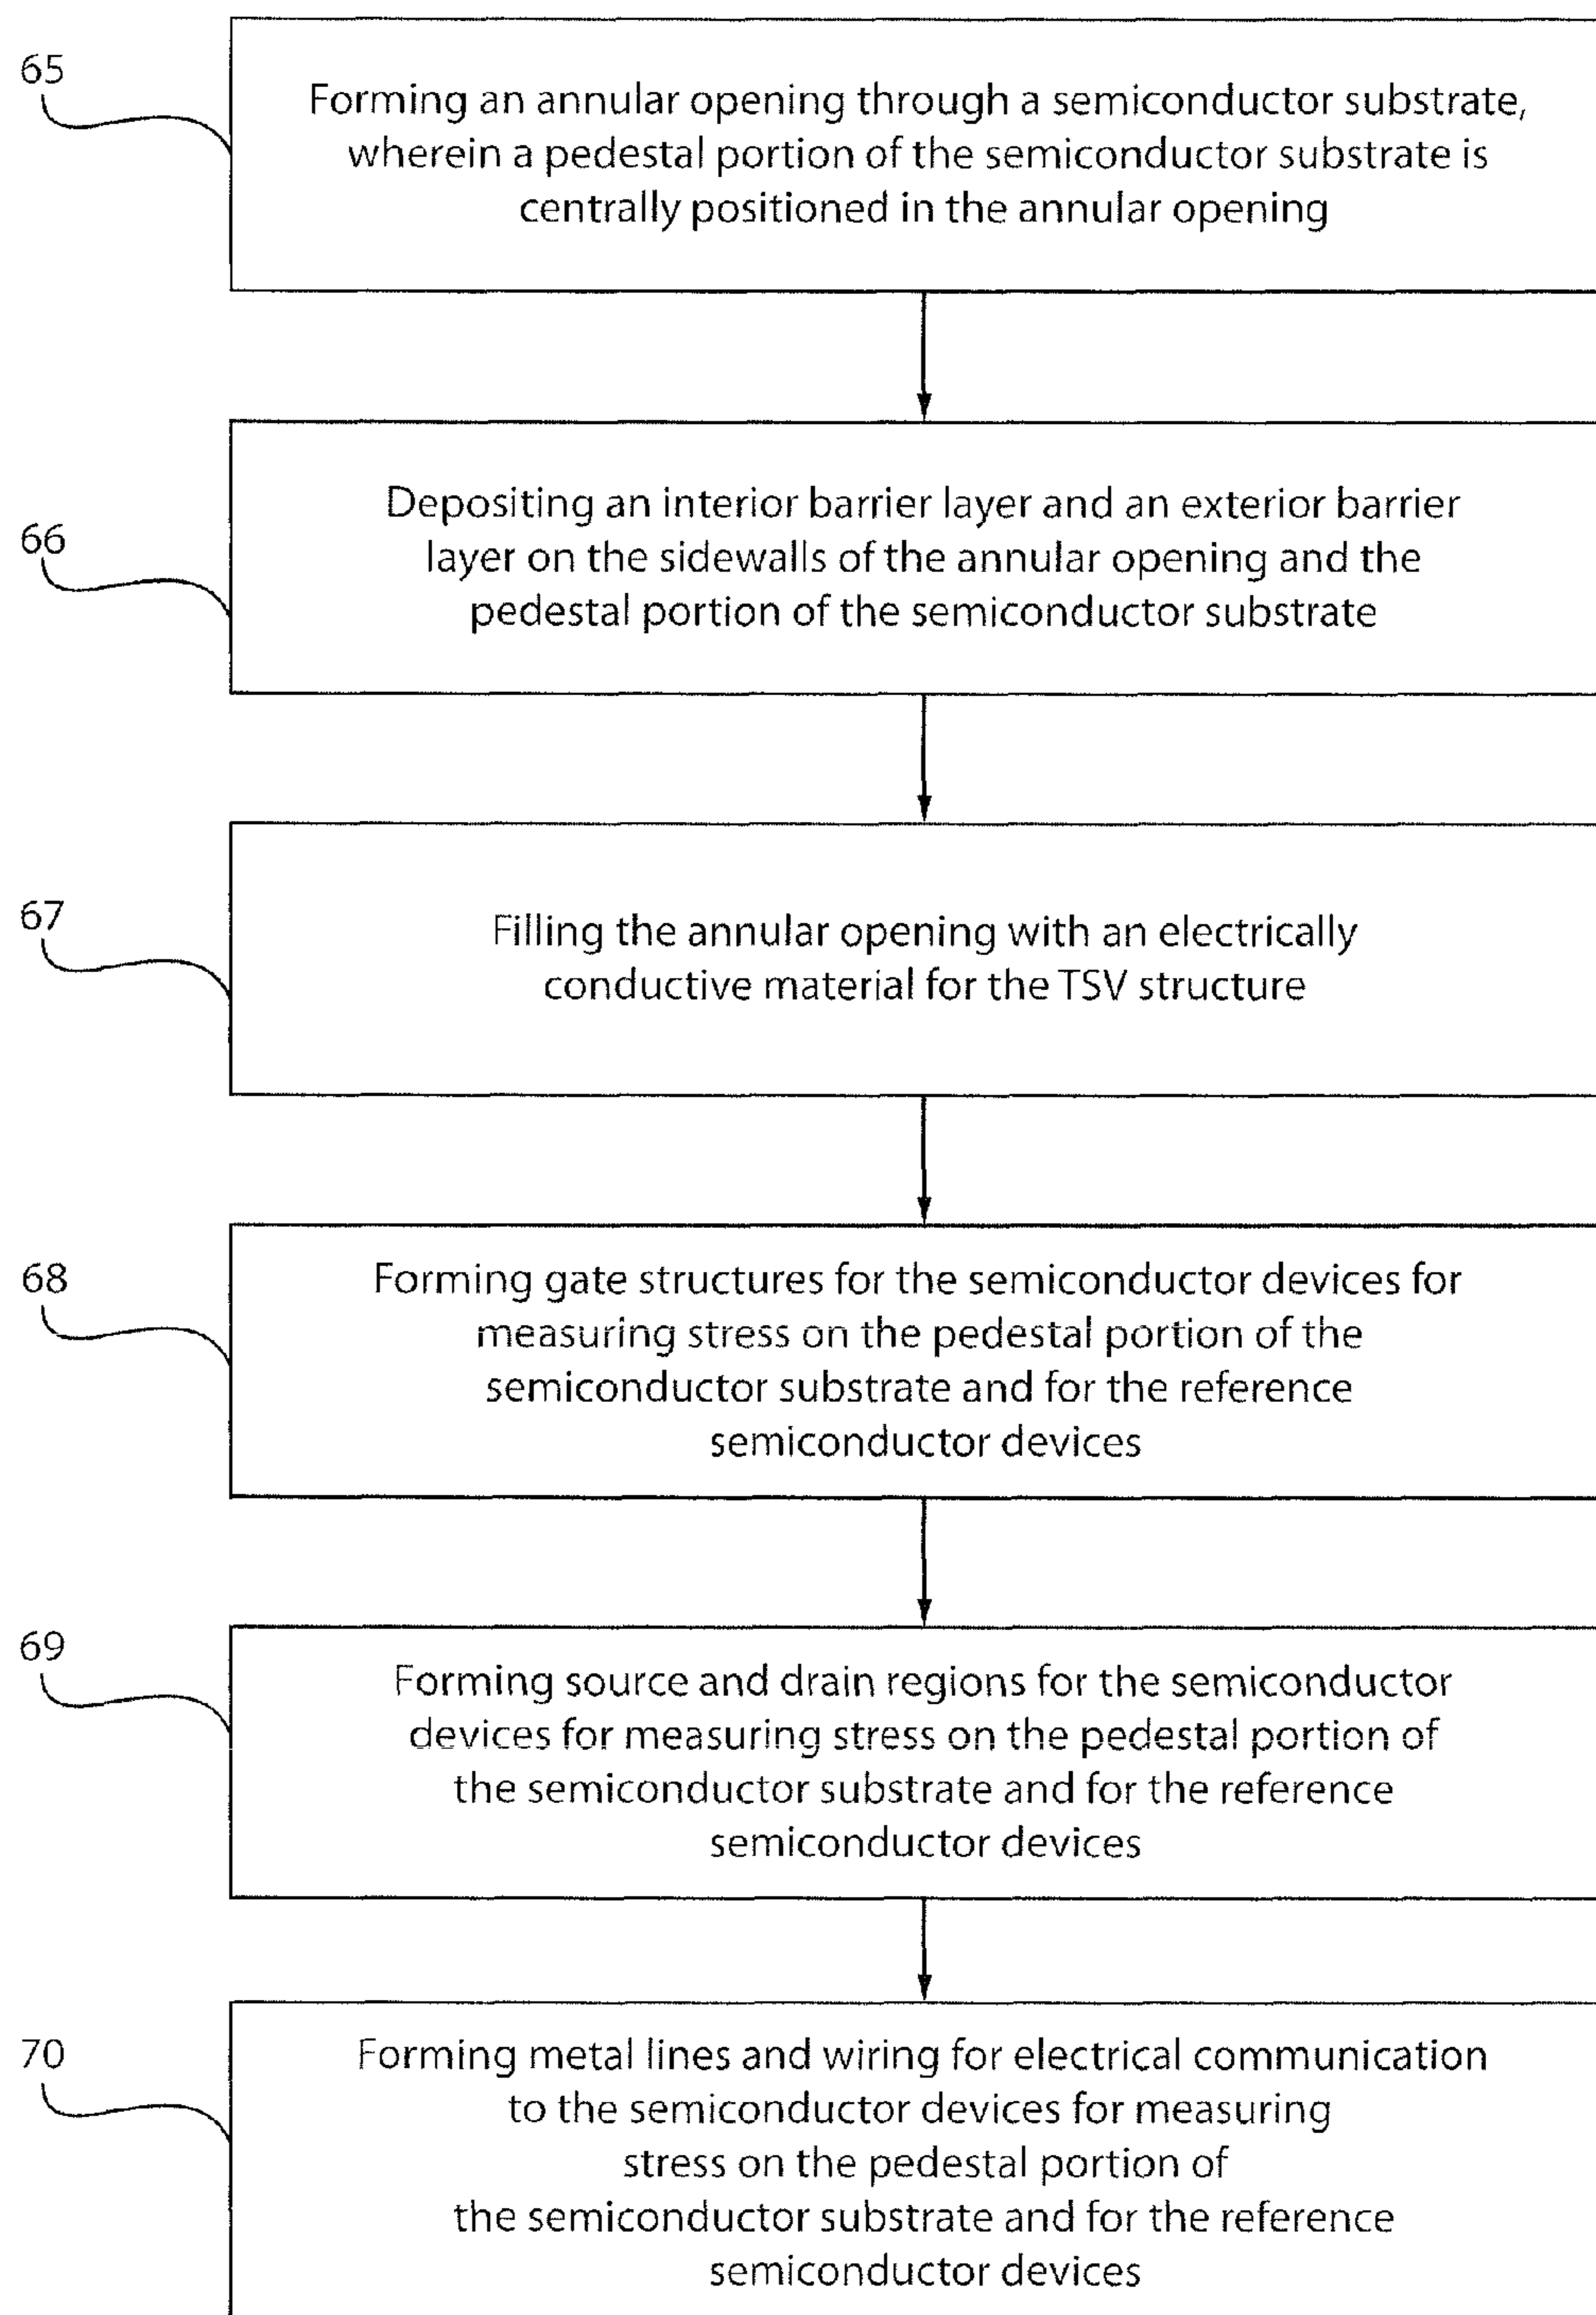 65
Forming an annular opening through a semiconductor substrate,
wherein a pedestal portion of the semiconductor substrate is
centrally positioned in the annular opening
66
Depositing an interior barrier layer and an exterior barrier
layer on the sidewalls of the annular opening and the
pedestal portion of the semiconductor substrate
67
Filling the annular opening with an electrically
conductive material for the TSV structure
68
Forming gate structures for the semiconductor devices for
measuring stress on the pedestal portion of the
semiconductor substrate and for the reference
semiconductor devices
69
Forming source and drain regions for the semiconductor
devices for measuring stress on the pedestal portion of
the semiconductor substrate and for the reference
semiconductor devices
70
Forming metal lines and wiring for electrical communication
to the semiconductor devices for measuring
stress on the pedestal portion of
the semiconductor substrate and for the reference
semiconductor devices